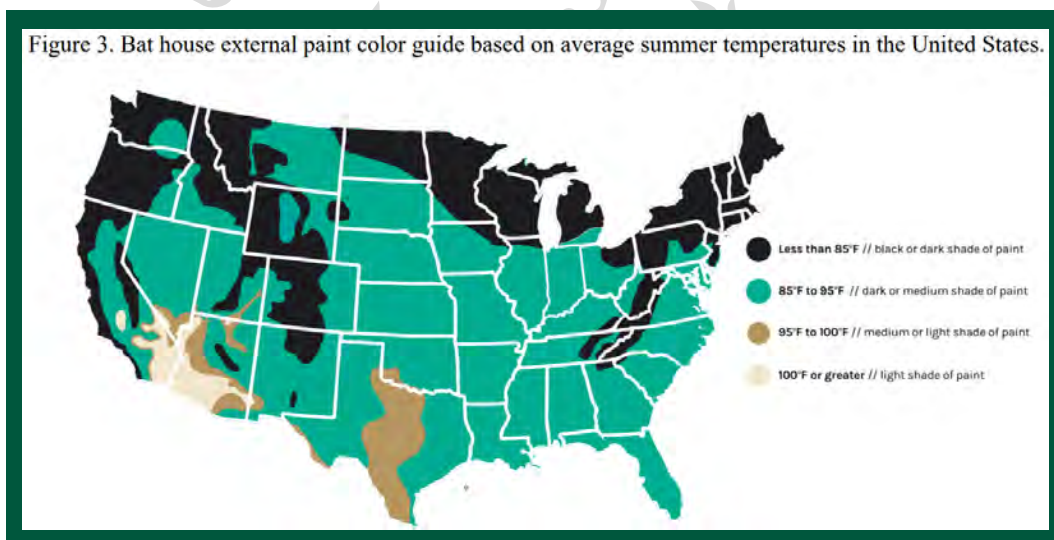 Figure 3. Bat house external paint color guide based on average summer temperatures in the United States.
Less than 85°F // black or dark shade of paint
85°F to 95°F // dark or medium shade of paint
95°F to 100°F // medium or light shade of paint
100°F or greater // light shade of paint